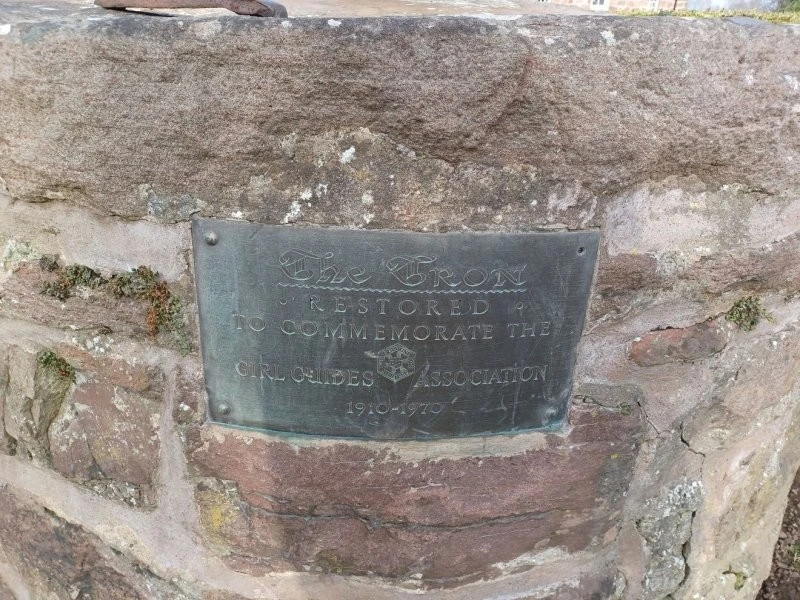 The Tron
RESTORED
TO COMMEMORATE THE
GIRL GUIDES ASSOCIATION
1910-1970